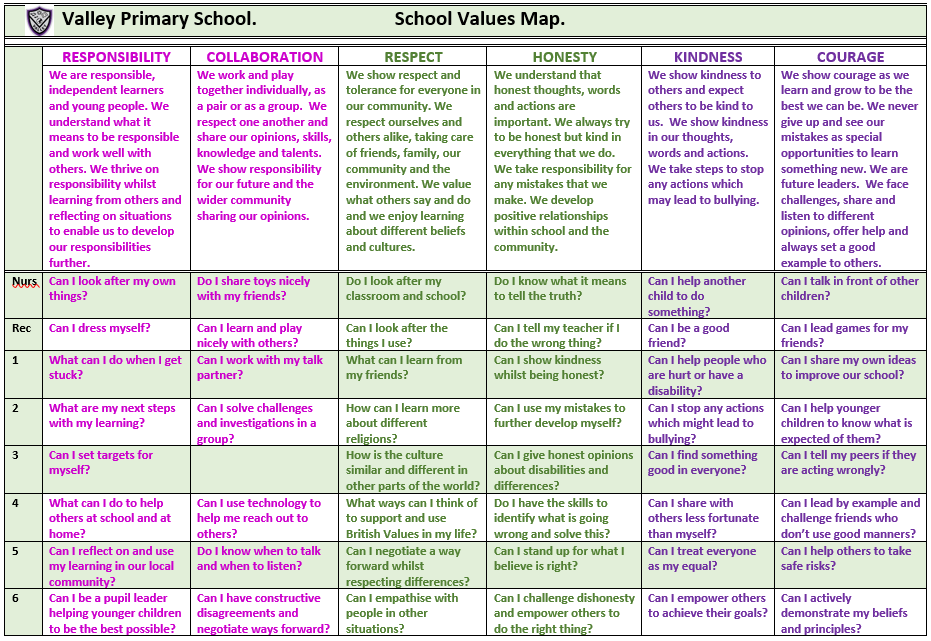 Valley Primary School. School Values Map.
RESPONSIBILITY COLLABORATION RESPECT HONESTY KINDNESS COURAGE
We are responsible,
independent learners
and young people. We
understand what it
means to be responsible
and work well with
others. We thrive on
responsibility whilst
learning from others and
reflecting on situations
to enable us to develop
our responsibilities
further.
We work and play
together individually, as
a pair or as a group. We
respect one another and
share our opinions, skills,
knowledge and talents.
We show responsibility
for our future and the
wider community
sharing our opinions.
We show respect and
tolerance for everyone in
our community. We
respect ourselves and
others alike, taking care
of friends, family, our
community and the
environment. We value
what others say and do
and we enjoy learning
about different beliefs
and cultures.
We understand that
honest thoughts, words
and actions are
important. We always try
to be honest but kind in
everything that we do.
We take responsibility for
any mistakes that we
make. We develop
positive relationships
within school and the
community.
We show kindness to
others and expect
others to be kind to
us. We show kindness
in our thoughts,
words and actions.
We take steps to stop
any actions which
may lead to bullying.
We show courage as we
learn and grow to be the
best we can be. We never
give up and see our
mistakes as special
opportunities to learn
something new. We are
future leaders. We face
challenges, share and
listen to different
opinions, offer help and
always set a good
example to others.
Nurs
Can I look after my own
things?
Do I share toys nicely
with my friends?
Do I look after my
classroom and school?
Do I know what it means
to tell the truth?
Can I help another
child to do
something?
Can I talk in front of other
children?
Rec
Can I dress myself?
Can I learn and play
nicely with others?
Can I look after the
things I use?
Can I tell my teacher if I
do the wrong thing?
Can I be a good
friend?
Can I lead games for my
friends?
1
What can I do when I get
stuck?
Can I work with my talk
partner?
What can I learn from
my friends?
Can I show kindness
whilst being honest?
Can I help people who
are hurt or have a
disability?
Can I share my own ideas
to improve our school?
2
What are my next steps
with my learning?
Can I solve challenges
and investigations in a
group?
How can I learn more
about different
religions?
Can I use my mistakes to
further develop myself?
Can I stop any actions
which might lead to
bullying?
Can I help younger
children to know what is
expected of them?
3
Can I set targets for
myself?
How is the culture
similar and different in
other parts of the world?
Can I give honest opinions
about disabilities and
differences?
Can I find something
good in everyone?
Can I tell my peers if they
are acting wrongly?
4
What can I do to help
others at school and at
home?
Can I use technology to
help me reach out to
others?
What ways can I think of
to support and use
British Values in my life?
Do I have the skills to
identify what is going
wrong and solve this?
Can I share with
others less fortunate
than myself?
Can I lead by example and
challenge friends who
don't use good manners?
5
Can I reflect on and use
my learning in our local
community?
Do I know when to talk
and when to listen?
Can I negotiate a way
forward whilst
respecting differences?
Can I stand up for what I
believe is right?
Can I treat everyone
as my equal?
Can I help others to take
safe risks?
6
Can I be a pupil leader
helping younger children
to be the best possible?
Can I have constructive
disagreements and
negotiate ways forward?
Can I empathise with
people in other
situations?
Can I challenge dishonesty
and empower others to
do the right thing?
Can I empower others
to achieve their goals?
Can I actively
demonstrate my beliefs
and principles?